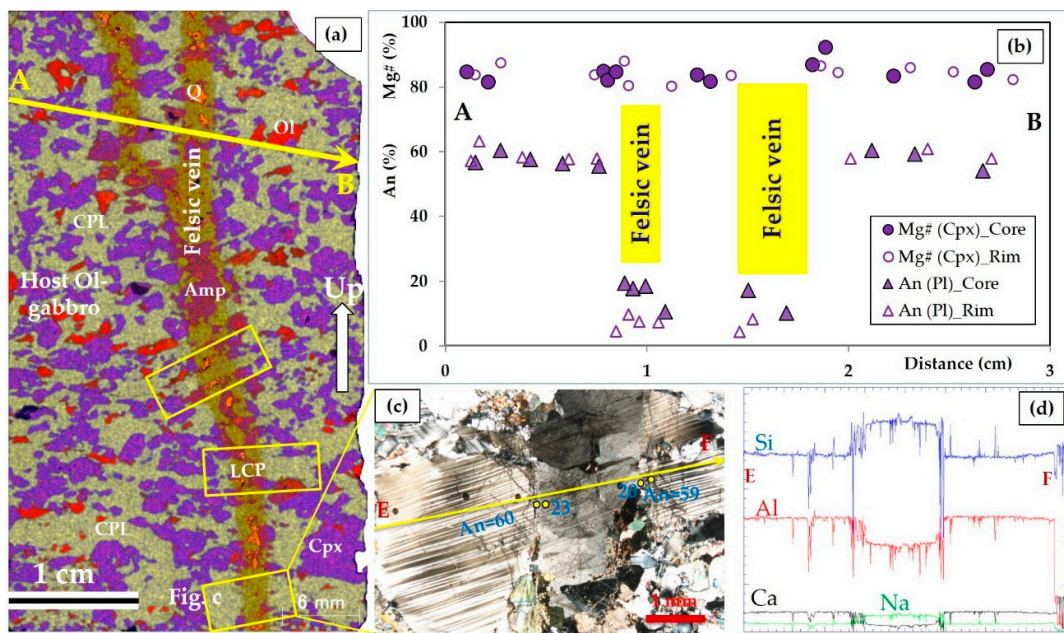 (a)
A
Q
Ol
B
Felsic vein
CPL
Host Ol-
gabbro
Amp
Up
LCP
CPL
Cpx
1 cm
Fig. c
6 mm
(b)
Mg# (%)
An (%)
100
80
60
40
20
0
A
B
Felsic vein
Felsic vein
Mg# (Cpx)_Core
Mg# (Cpx)_Rim
An (Pl)_Core
An (Pl)_Rim
0
1
2
3
Distance (cm)
(c)
E
F
An=60
23
20
An=59
1 mm
(d)
Si
E
F
Al
Ca
Na